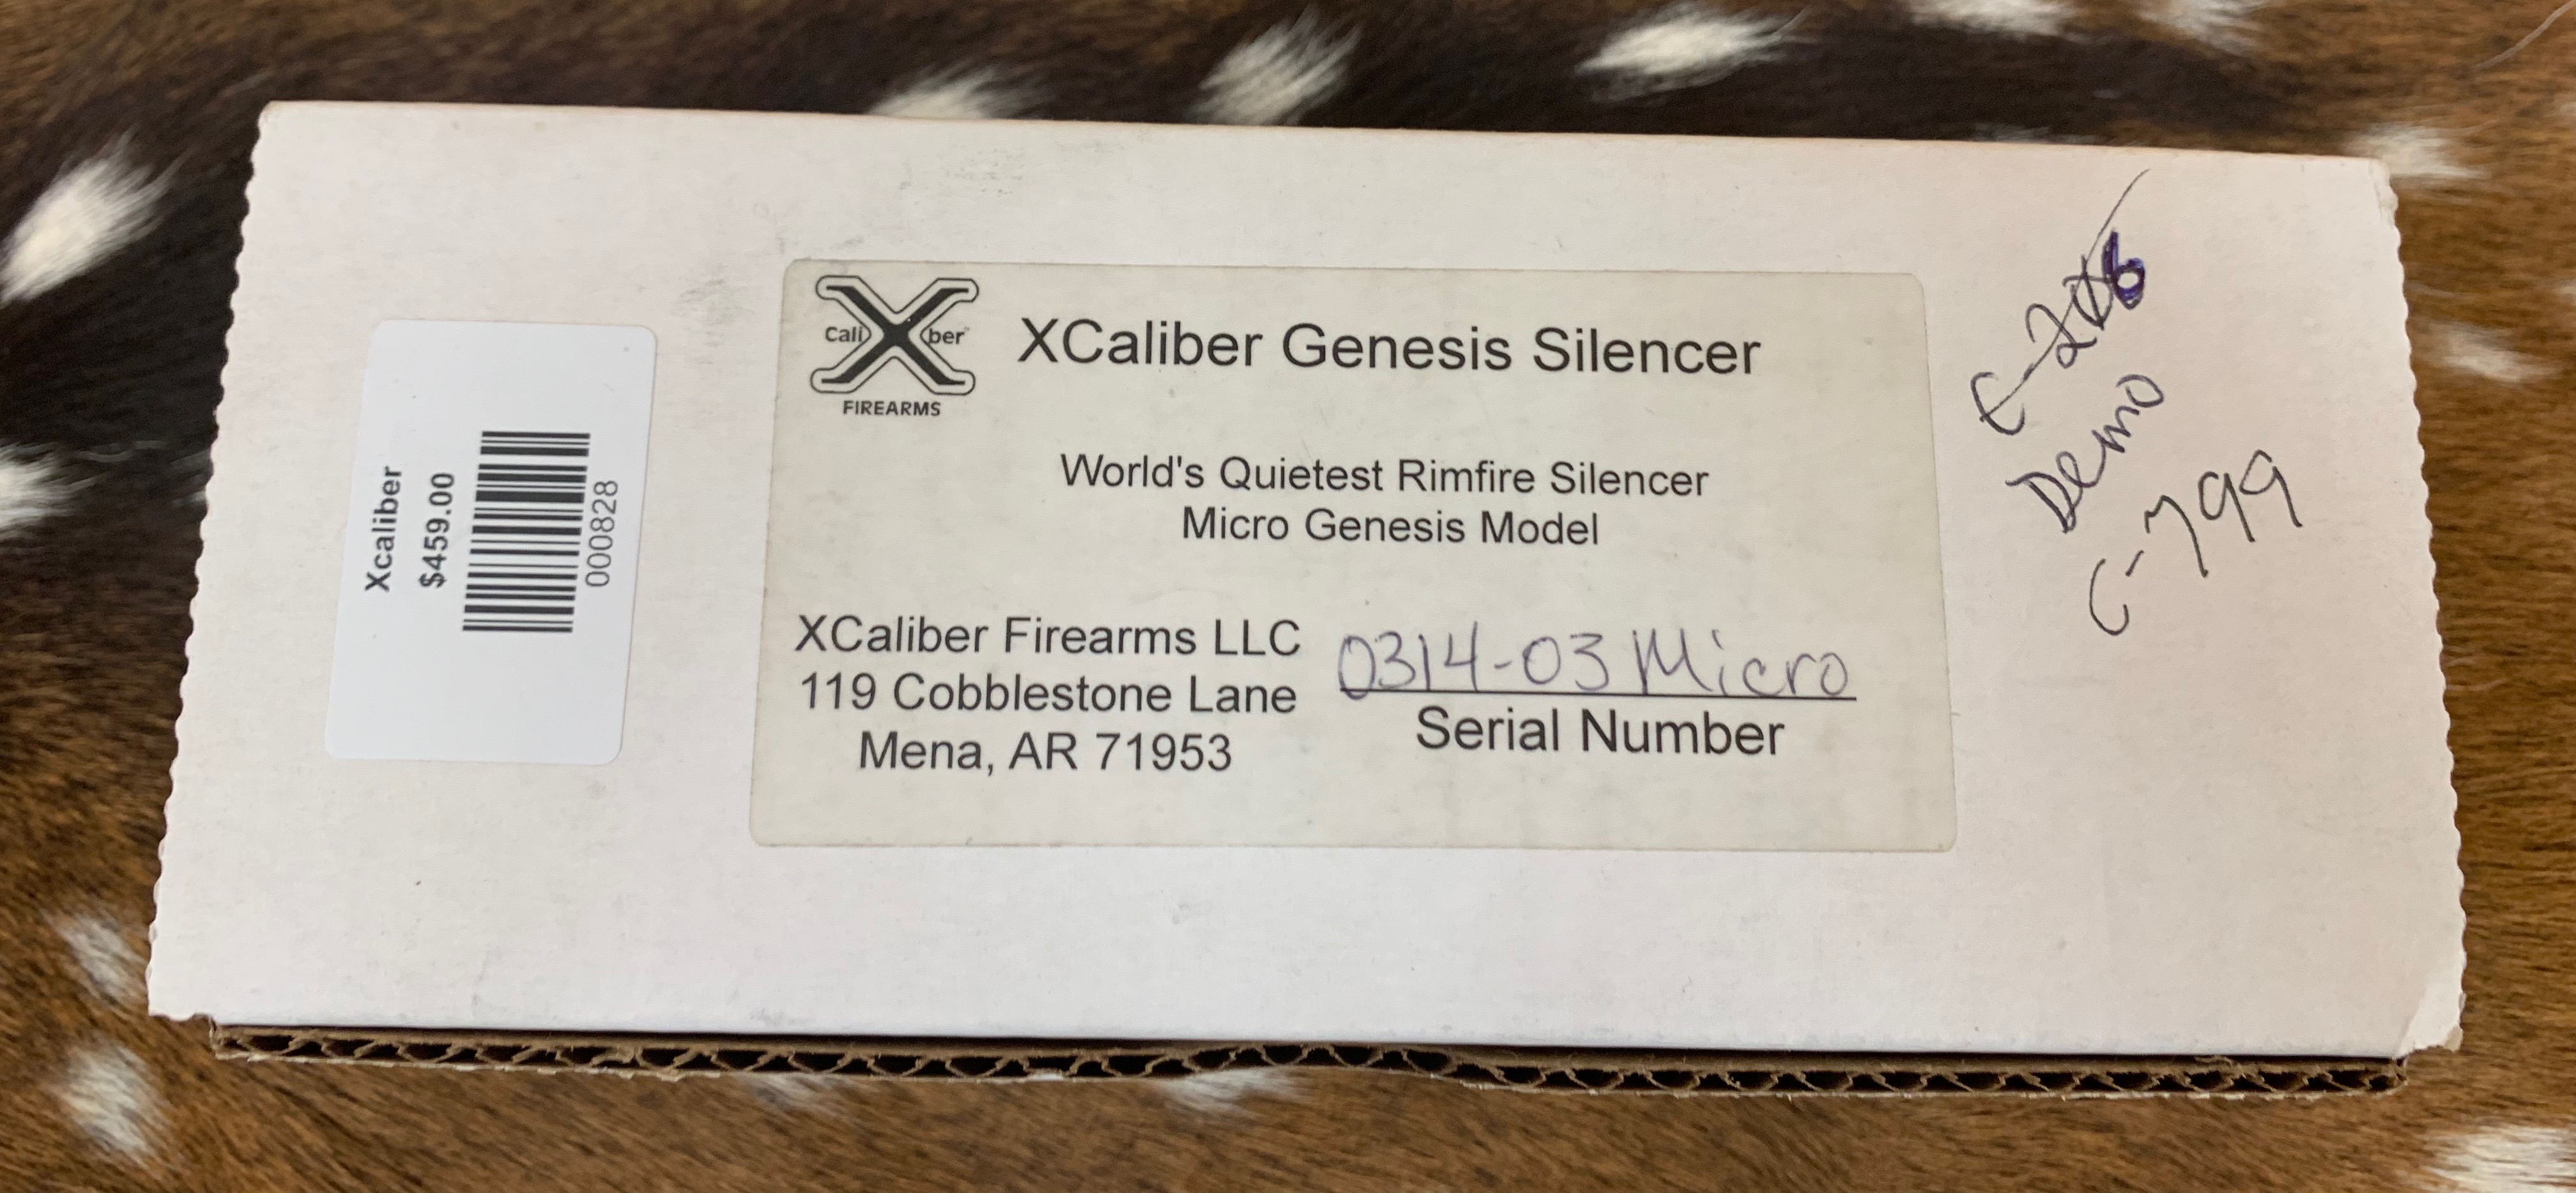 Xcaliber
$459.00
000828
Cali ber
FIREARMS
XCaliber Genesis Silencer
World's Quietest Rimfire Silencer
Micro Genesis Model
XCaliber Firearms LLC
119 Cobblestone Lane
Mena, AR 71953
0314-03 Micro
Serial Number
Demo
C-799